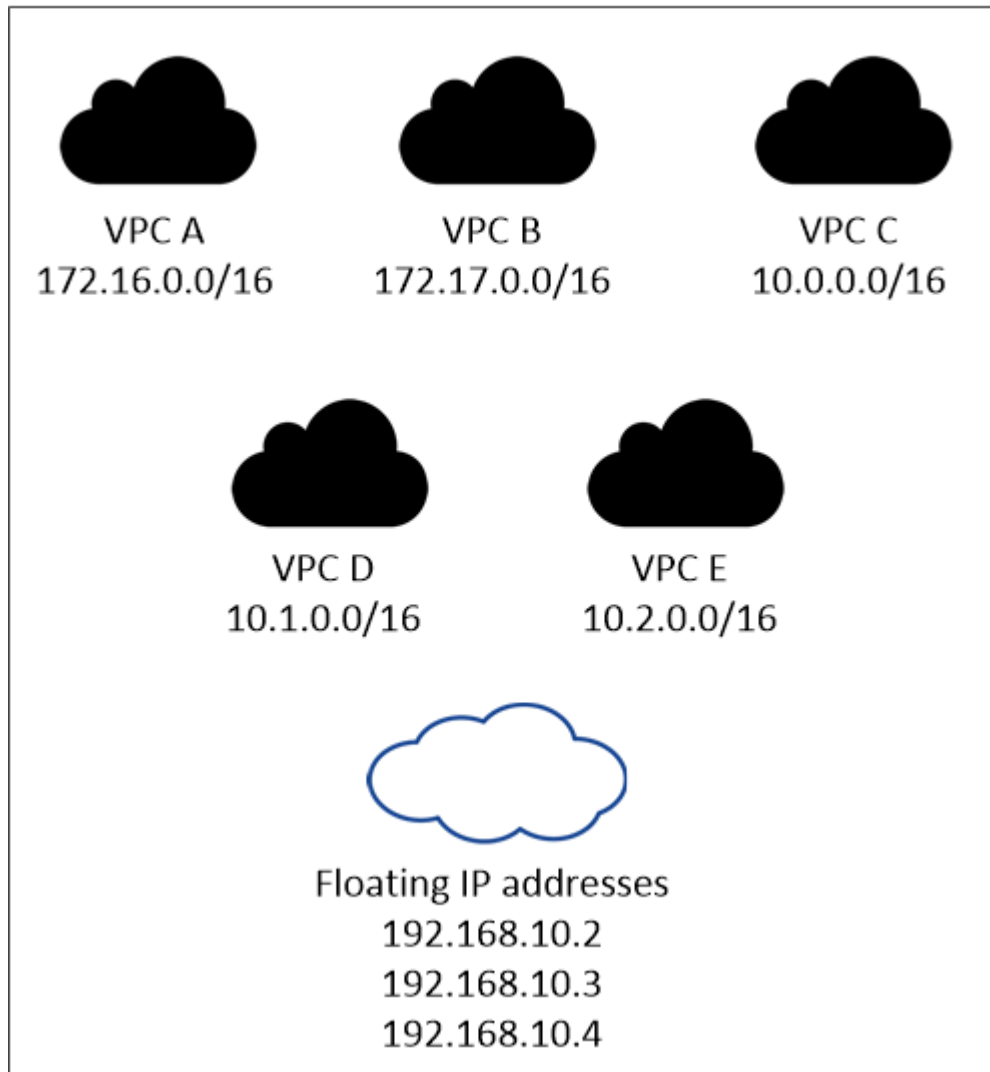 VPC A
172.16.0.0/16
VPC B
172.17.0.0/16
VPC C
10.0.0.0/16
VPC D
10.1.0.0/16
VPC E
10.2.0.0/16
Floating IP addresses
192.168.10.2
192.168.10.3
192.168.10.4